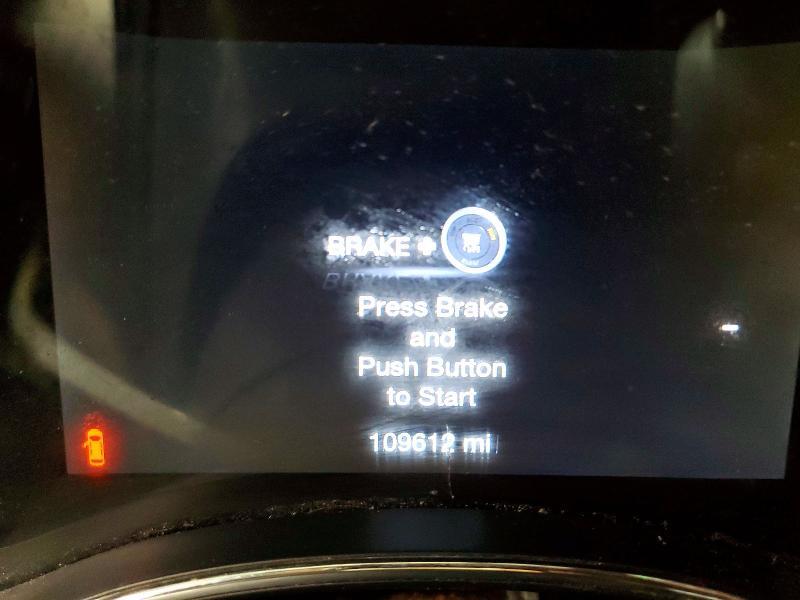 BRAKE +
Press Brake
and
Push Button
to Start
109612 mi